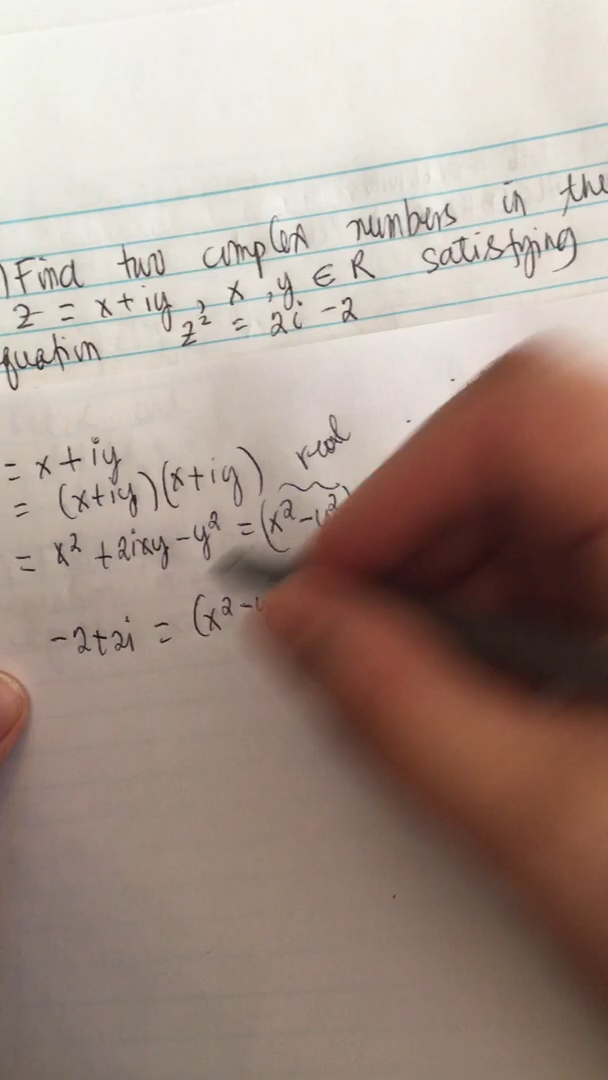 )Find two complex numbers in the
z = x+iy , x , y ∈ R satisfying
quation z² = 2i -2
= x+iy
= (x+iy)(x+iy) real
= x² +2ixy-y² = (x²-y²)
-2+2i = (x²-